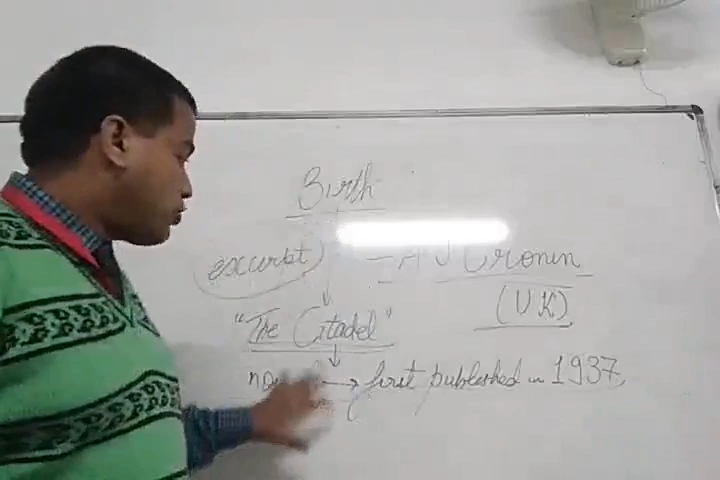 Birth
excerpt) - A J Cronin
(UK)
"The Citadel"
→ first published in 1937